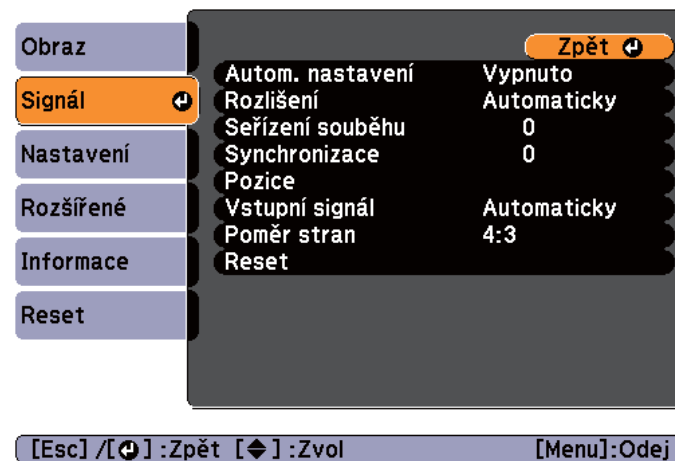 Obraz
Signál
Nastavení
Rozšířené
Informace
Reset
Zpět
Autom. nastavení Vypnuto
Rozlišení Automaticky
Seřízení souběhu 0
Synchronizace 0
Pozice
Vstupní signál Automaticky
Poměr stran 4:3
Reset
[Esc] /[ ] :Zpět [ ] :Zvol [Menu]:Odej